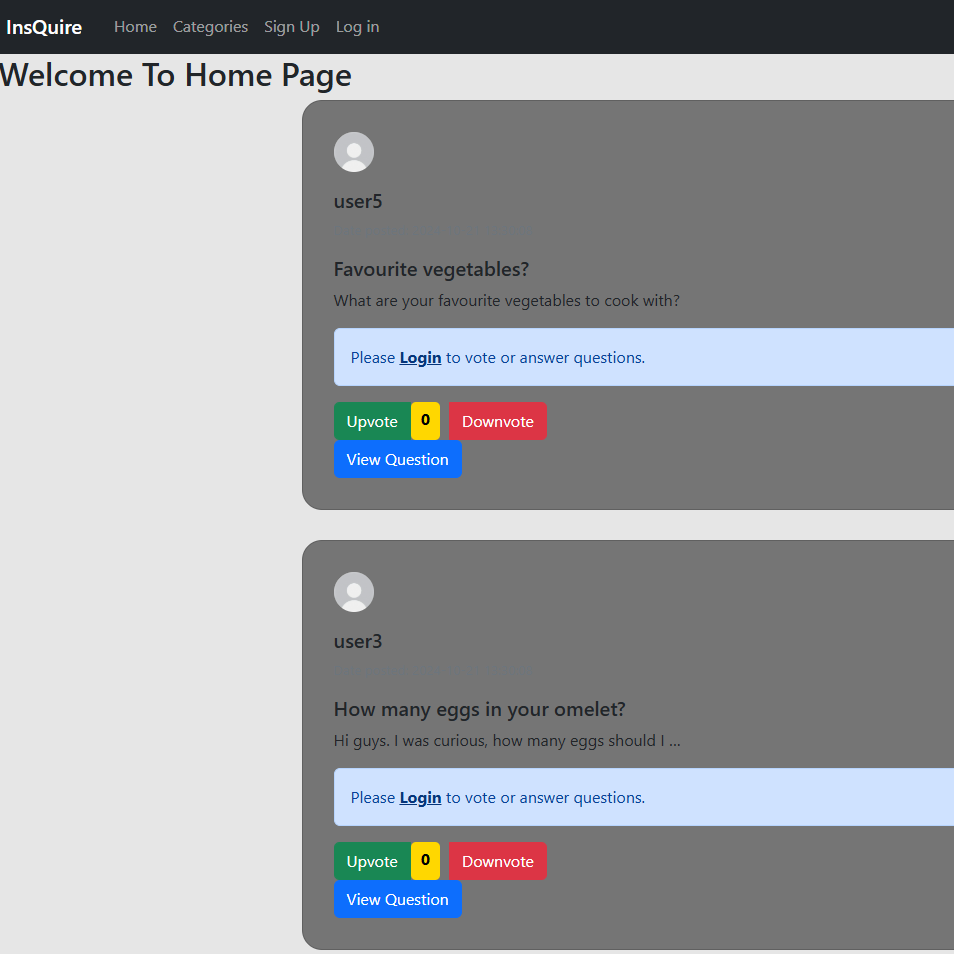 InsQuire Home Categories Sign Up Log in
Welcome To Home Page
user5
Favourite vegetables?
What are your favourite vegetables to cook with?
Please Login to vote or answer questions.
Upvote 0 Downvote
View Question
user3
How many eggs in your omelet?
Hi guys. I was curious, how many eggs should I ...
Please Login to vote or answer questions.
Upvote 0 Downvote
View Question